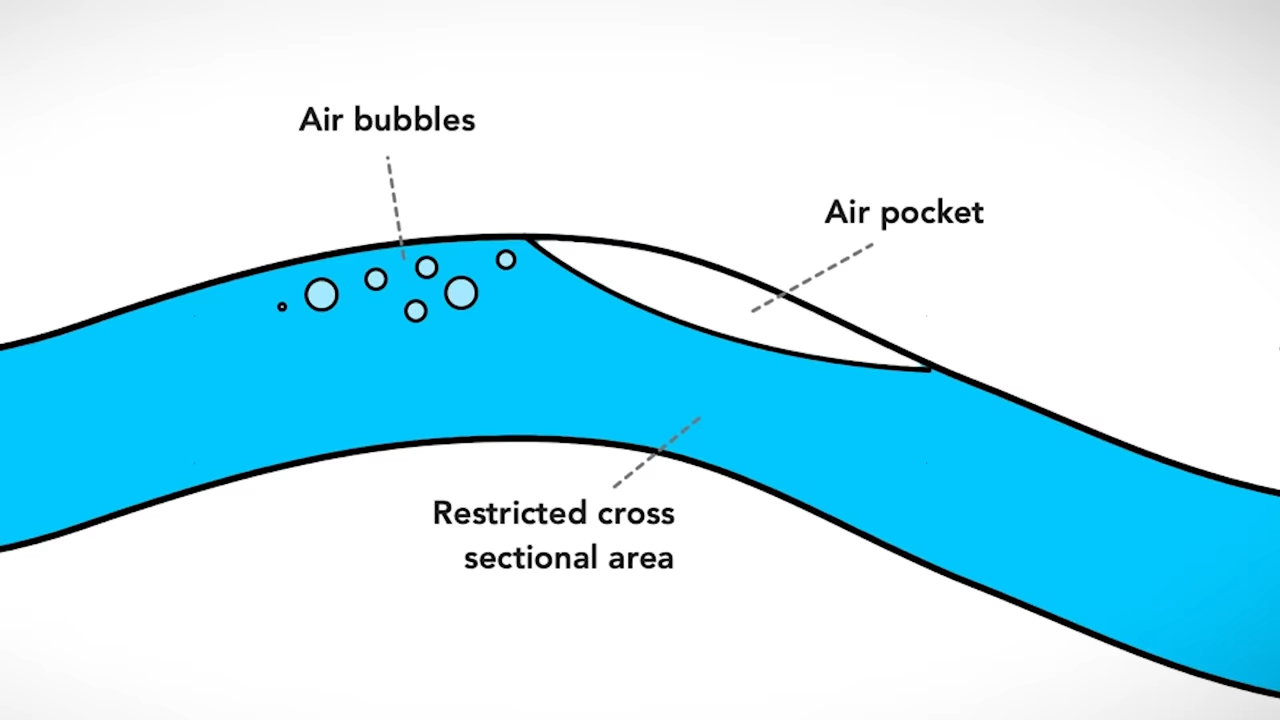 Air bubbles
Air pocket
Restricted cross
sectional area